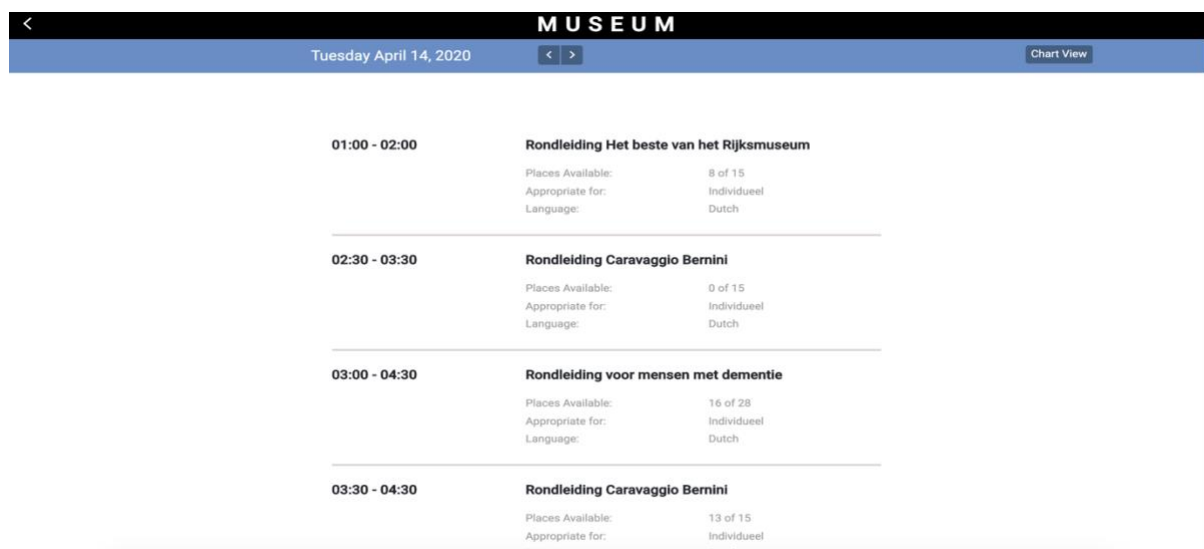 MUSEUM
Tuesday April 14, 2020
Chart View
01:00 - 02:00 Rondleiding Het beste van het Rijksmuseum
Places Available: 8 of 15
Appropriate for: Individueel
Language: Dutch
02:30 - 03:30 Rondleiding Caravaggio Bernini
Places Available: 0 of 15
Appropriate for: Individueel
Language: Dutch
03:00 - 04:30 Rondleiding voor mensen met dementie
Places Available: 16 of 28
Appropriate for: Individueel
Language: Dutch
03:30 - 04:30 Rondleiding Caravaggio Bernini
Places Available: 13 of 15
Appropriate for: Individueel